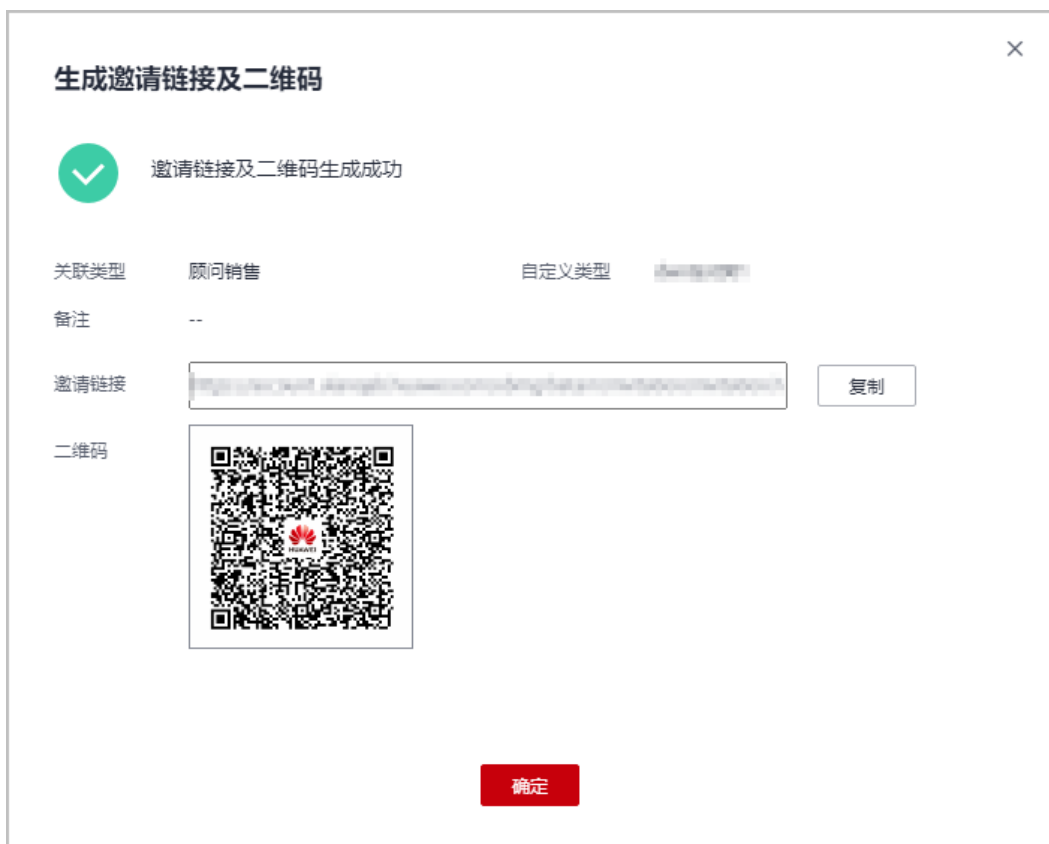 生成邀请链接及二维码
邀请链接及二维码生成成功
关联类型 顾问销售 自定义类型
备注 --
邀请链接 复制
二维码
HUAWEI
确定